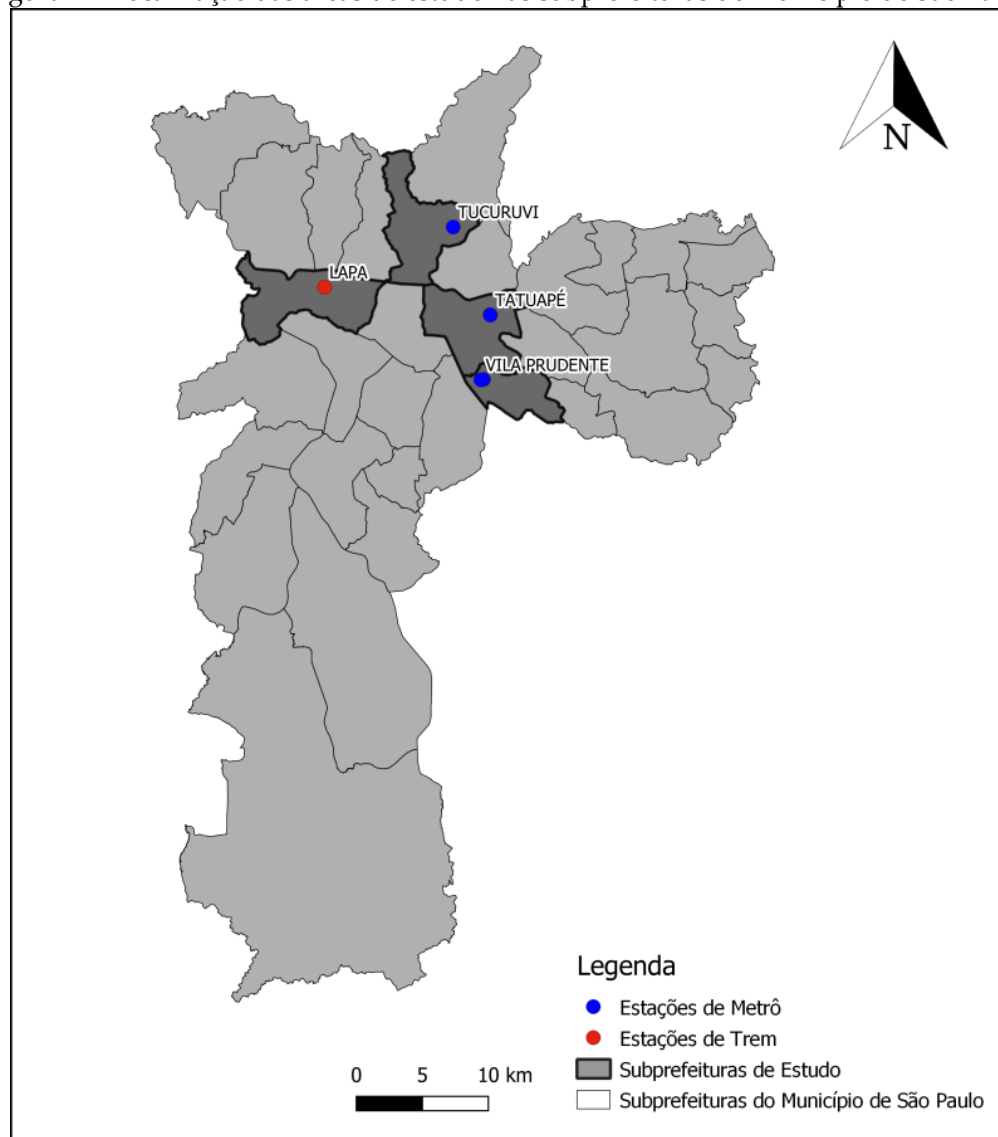 N
TUCURUVI
LAPA
TATUAPÉ
VILA PRUDENTE
Legenda
Estações de Metrô
Estações de Trem
Subprefeituras de Estudo
Subprefeituras do Município de São Paulo
0 5 10 km